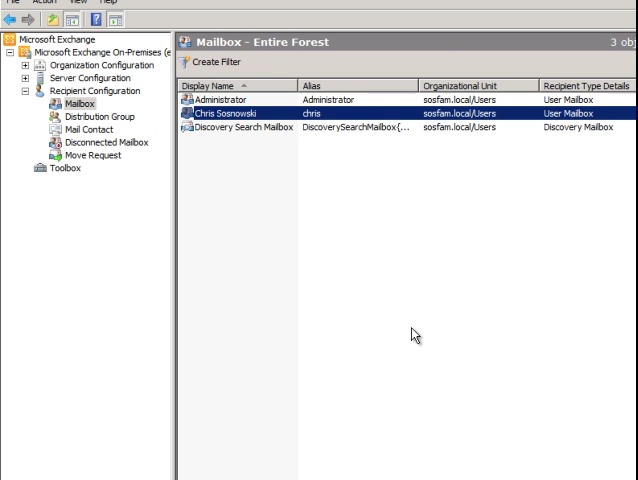 File Action View Help
Microsoft Exchange
Microsoft Exchange On-Premises (e
Organization Configuration
Server Configuration
Recipient Configuration
Mailbox
Distribution Group
Mail Contact
Disconnected Mailbox
Move Request
Toolbox
Mailbox - Entire Forest 3 obj
Create Filter
Display Name Alias Organizational Unit Recipient Type Details
Administrator Administrator sosfam.local/Users User Mailbox
Chris Sosnowski chris sosfam.local/Users User Mailbox
Discovery Search Mailbox DiscoverySearchMailbox{... sosfam.local/Users Discovery Mailbox